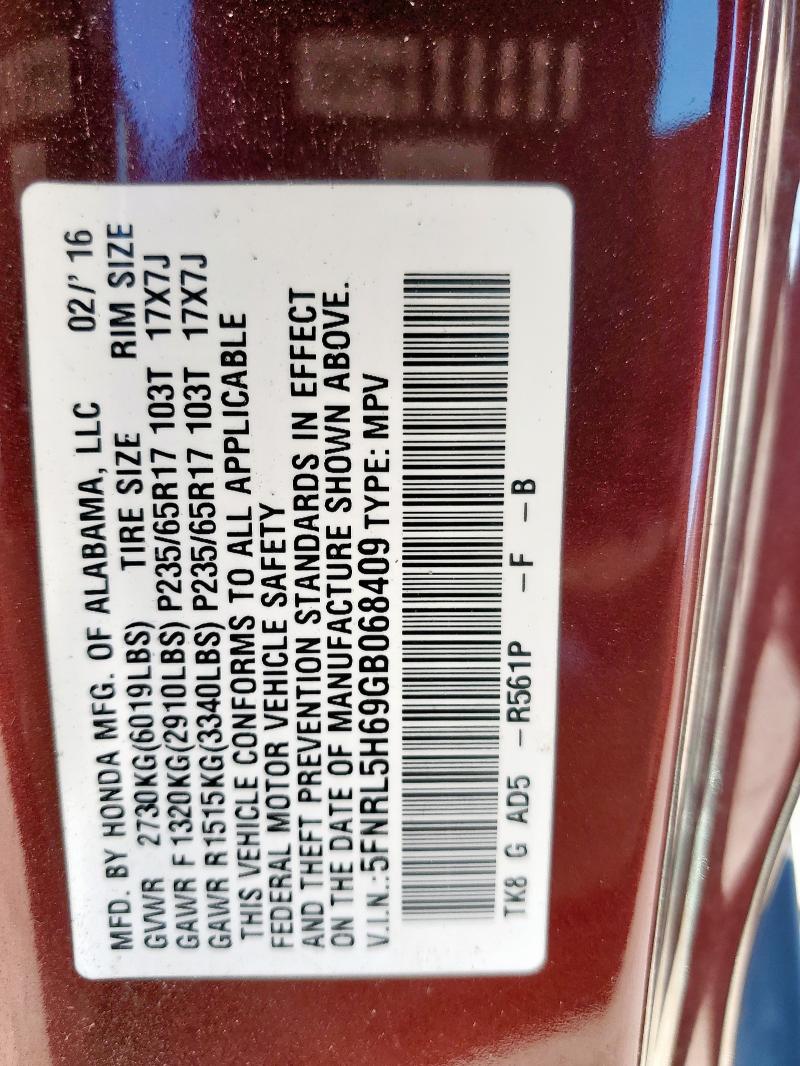 MFD. BY HONDA MFG. OF ALABAMA, LLC 02/' 16
GVWR 2730KG(6019LBS) TIRE SIZE RIM SIZE
GAWR F 1320KG(2910LBS) P235/65R17 103T 17X7J
GAWR R 1515KG(3340LBS) P235/65R17 103T 17X7J
THIS VEHICLE CONFORMS TO ALL APPLICABLE
FEDERAL MOTOR VEHICLE SAFETY
AND THEFT PREVENTION STANDARDS IN EFFECT
ON THE DATE OF MANUFACTURE SHOWN ABOVE.
V.I.N.:5FNRL5H69GB068409 TYPE: MPV
TK8 G AD5 -R561P -F -B